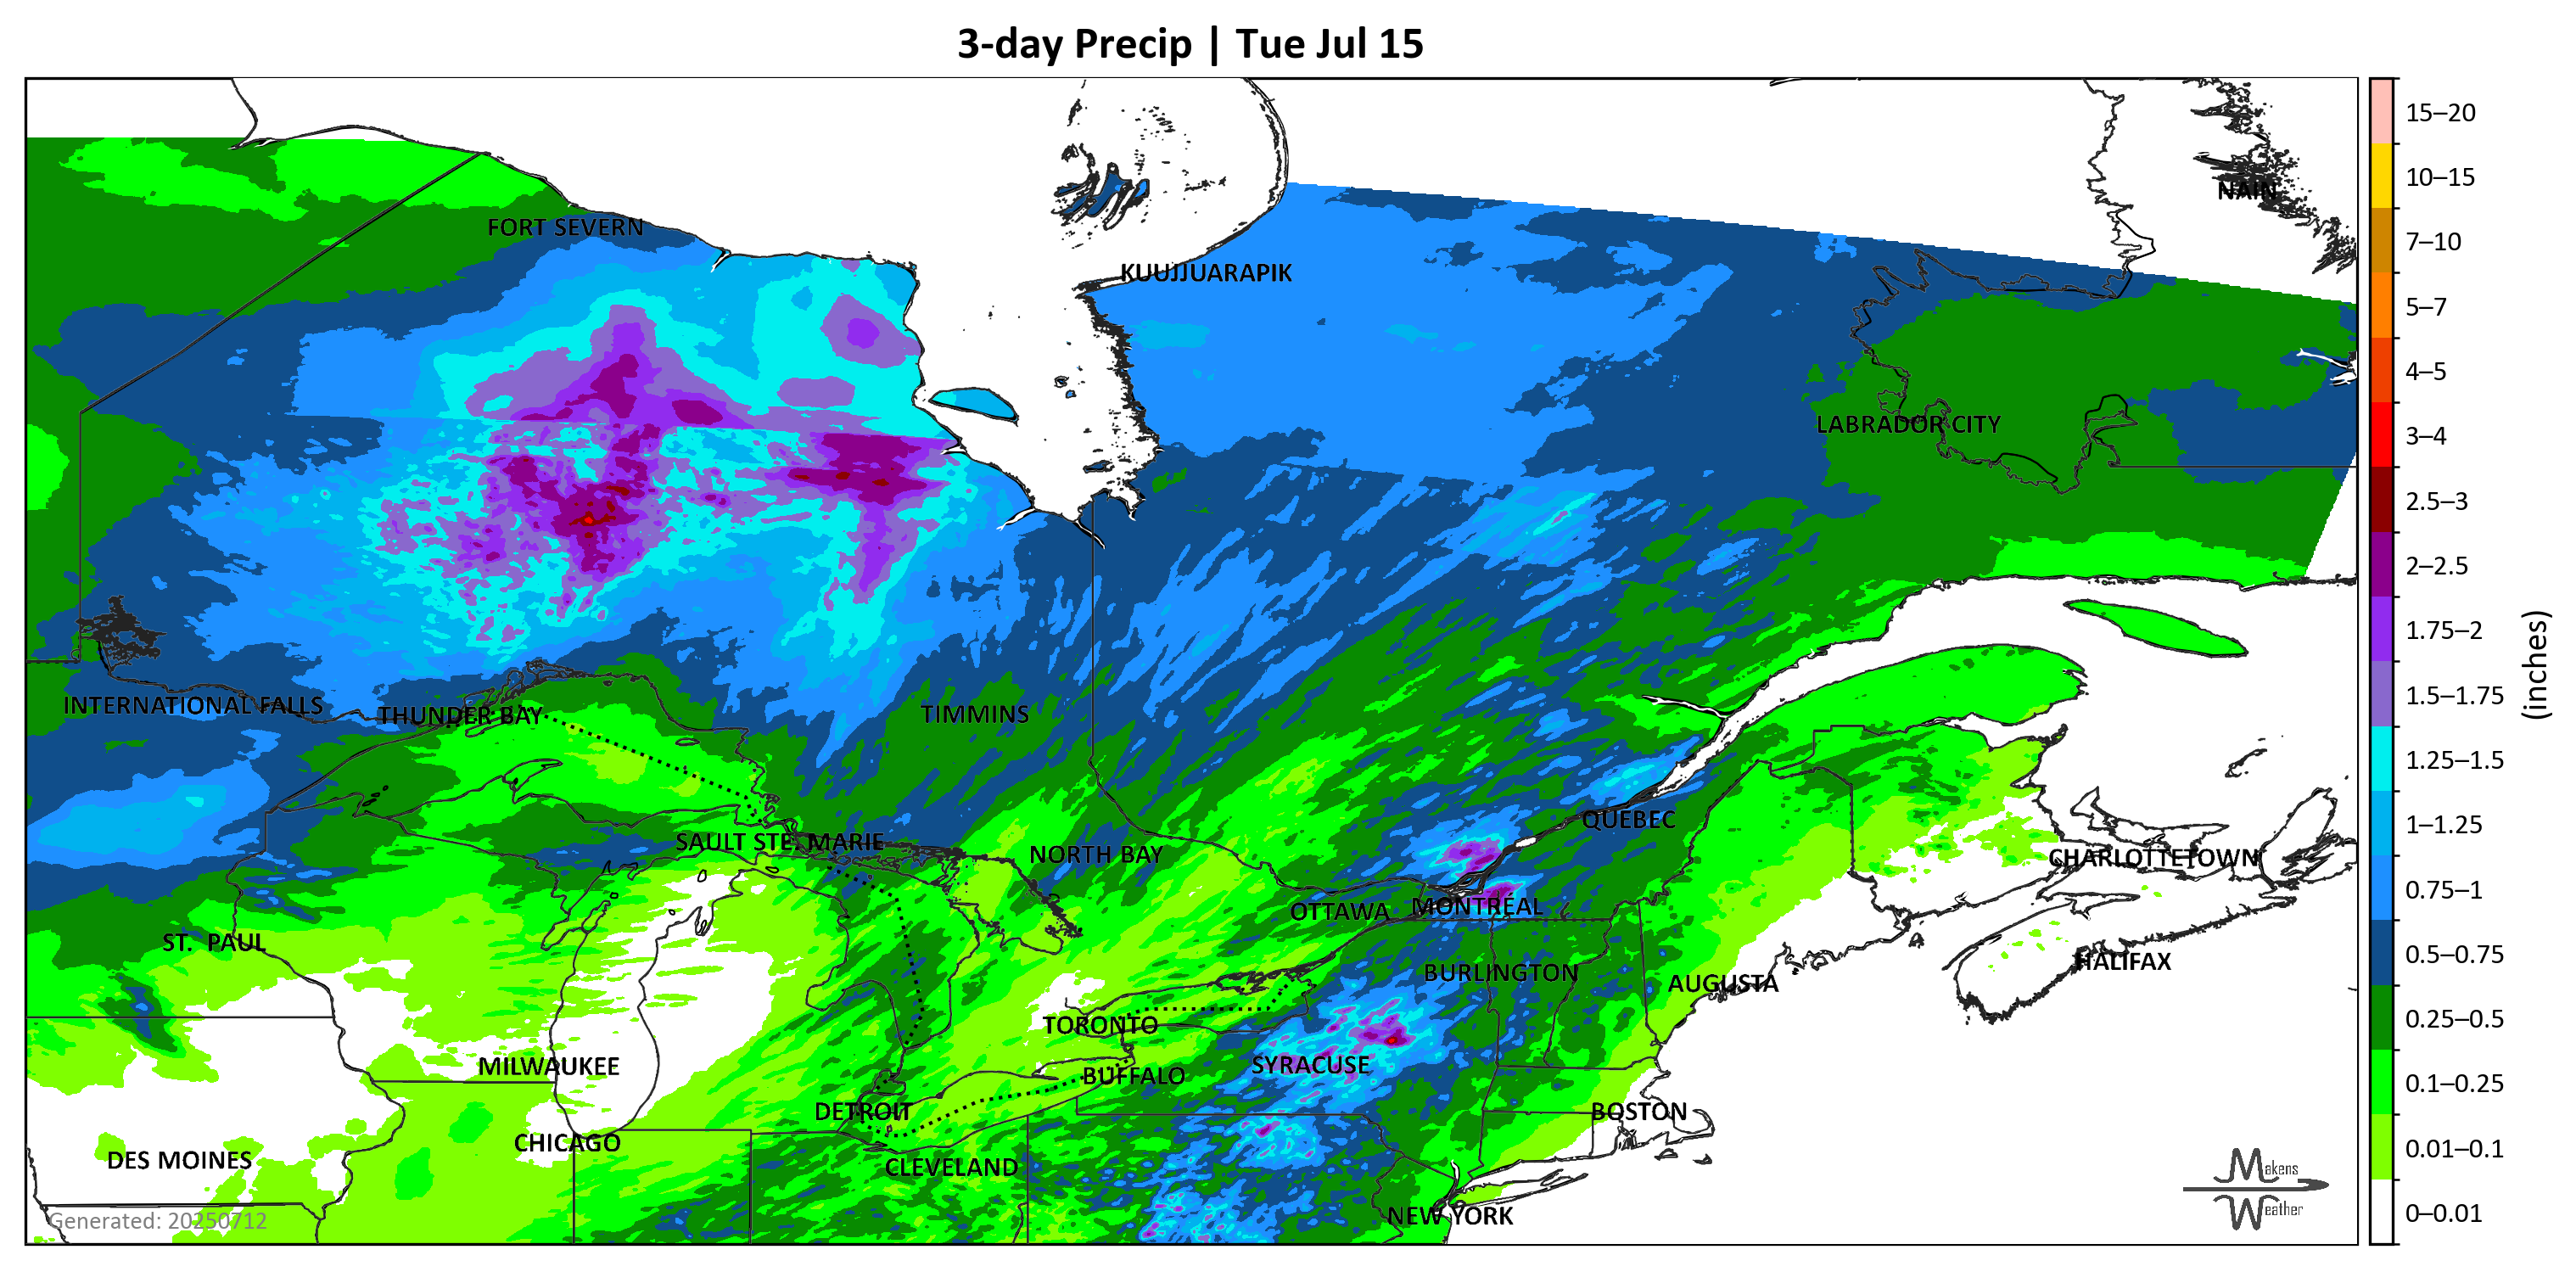 3-day Precip | Tue Jul 15
NAIN
FORT SEVERN
KUUJJUARAPIK
LABRADOR CITY
INTERNATIONAL FALLS
THUNDER BAY
TIMMINS
QUEBEC
SAULT STE. MARIE
NORTH BAY
CHARLOTTETOWN
OTTAWA
MONTRÉAL
ST. PAUL
HALIFAX
BURLINGTON
AUGUSTA
TORONTO
SYRACUSE
MILWAUKEE
BUFFALO
DETROIT
BOSTON
CHICAGO
DES MOINES
CLEVELAND
NEW YORK
Generated: 20250712
Makens
Weather
15–20
10–15
7–10
5–7
4–5
3–4
2.5–3
2–2.5
1.75–2
1.5–1.75
1.25–1.5
1–1.25
0.75–1
0.5–0.75
0.25–0.5
0.1–0.25
0.01–0.1
0–0.01
(inches)